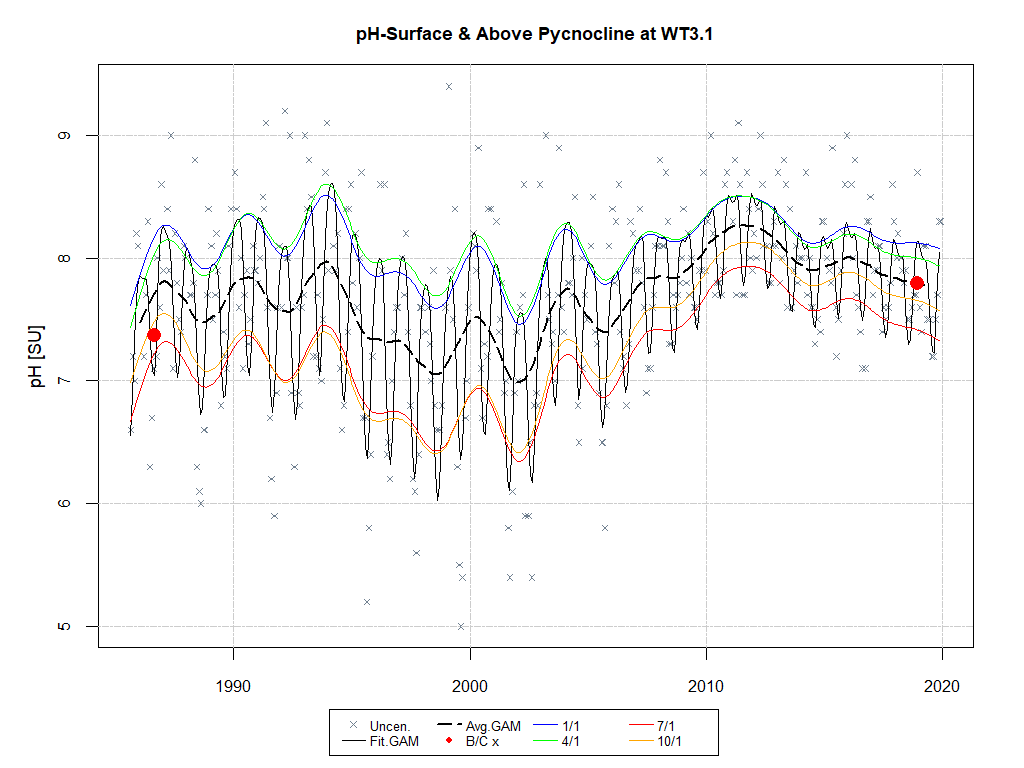 pH-Surface & Above Pycnocline at WT3.1
pH [SU]
9
8
7
6
5
1990
2000
2010
2020
Uncen. Avg.GAM 1/1 7/1
Fit.GAM B/C x 4/1 10/1